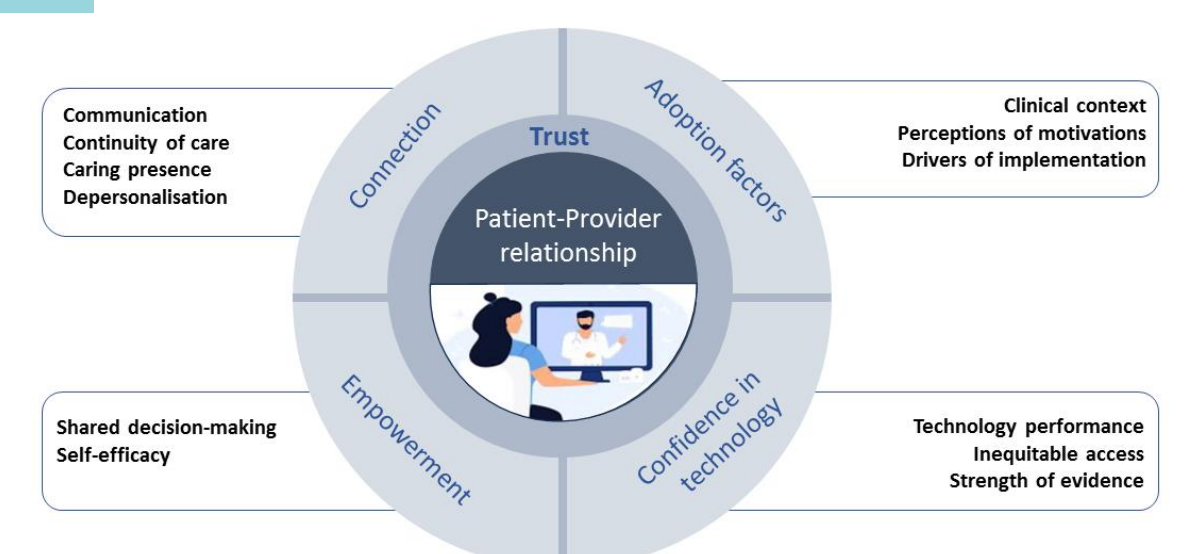 Communication
Continuity of care
Caring presence
Depersonalisation
Connection
Trust
Adoption factors
Clinical context
Perceptions of motivations
Drivers of implementation
Patient-Provider
relationship
Shared decision-making
Self-efficacy
Empowerment
Confidence in
technology
Technology performance
Inequitable access
Strength of evidence